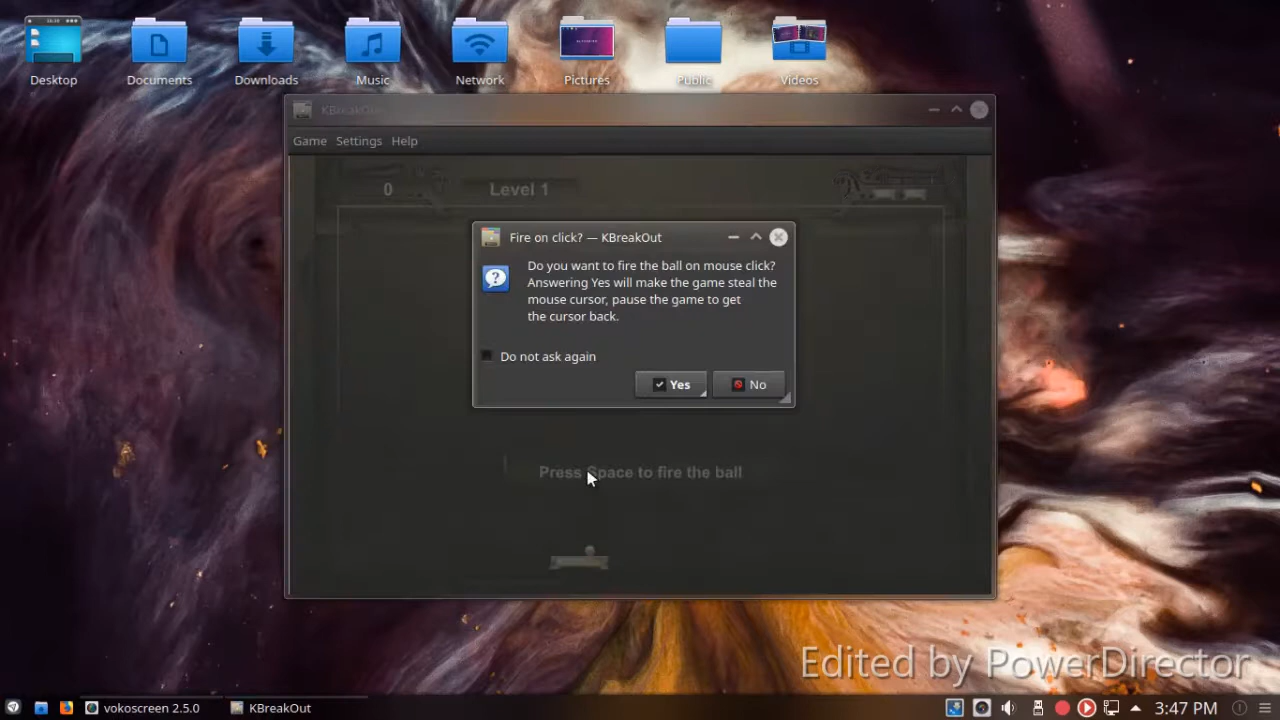 Desktop
Documents
Downloads
Music
Network
Pictures
Public
Videos
KBreakOut
Game Settings Help
0 Level 1
Fire on click? — KBreakOut
Do you want to fire the ball on mouse click?
Answering Yes will make the game steal the
mouse cursor, pause the game to get
the cursor back.
Do not ask again
Yes No
Press Space to fire the ball
Edited by PowerDirector
vokoscreen 2.5.0 KBreakOut 3:47 PM